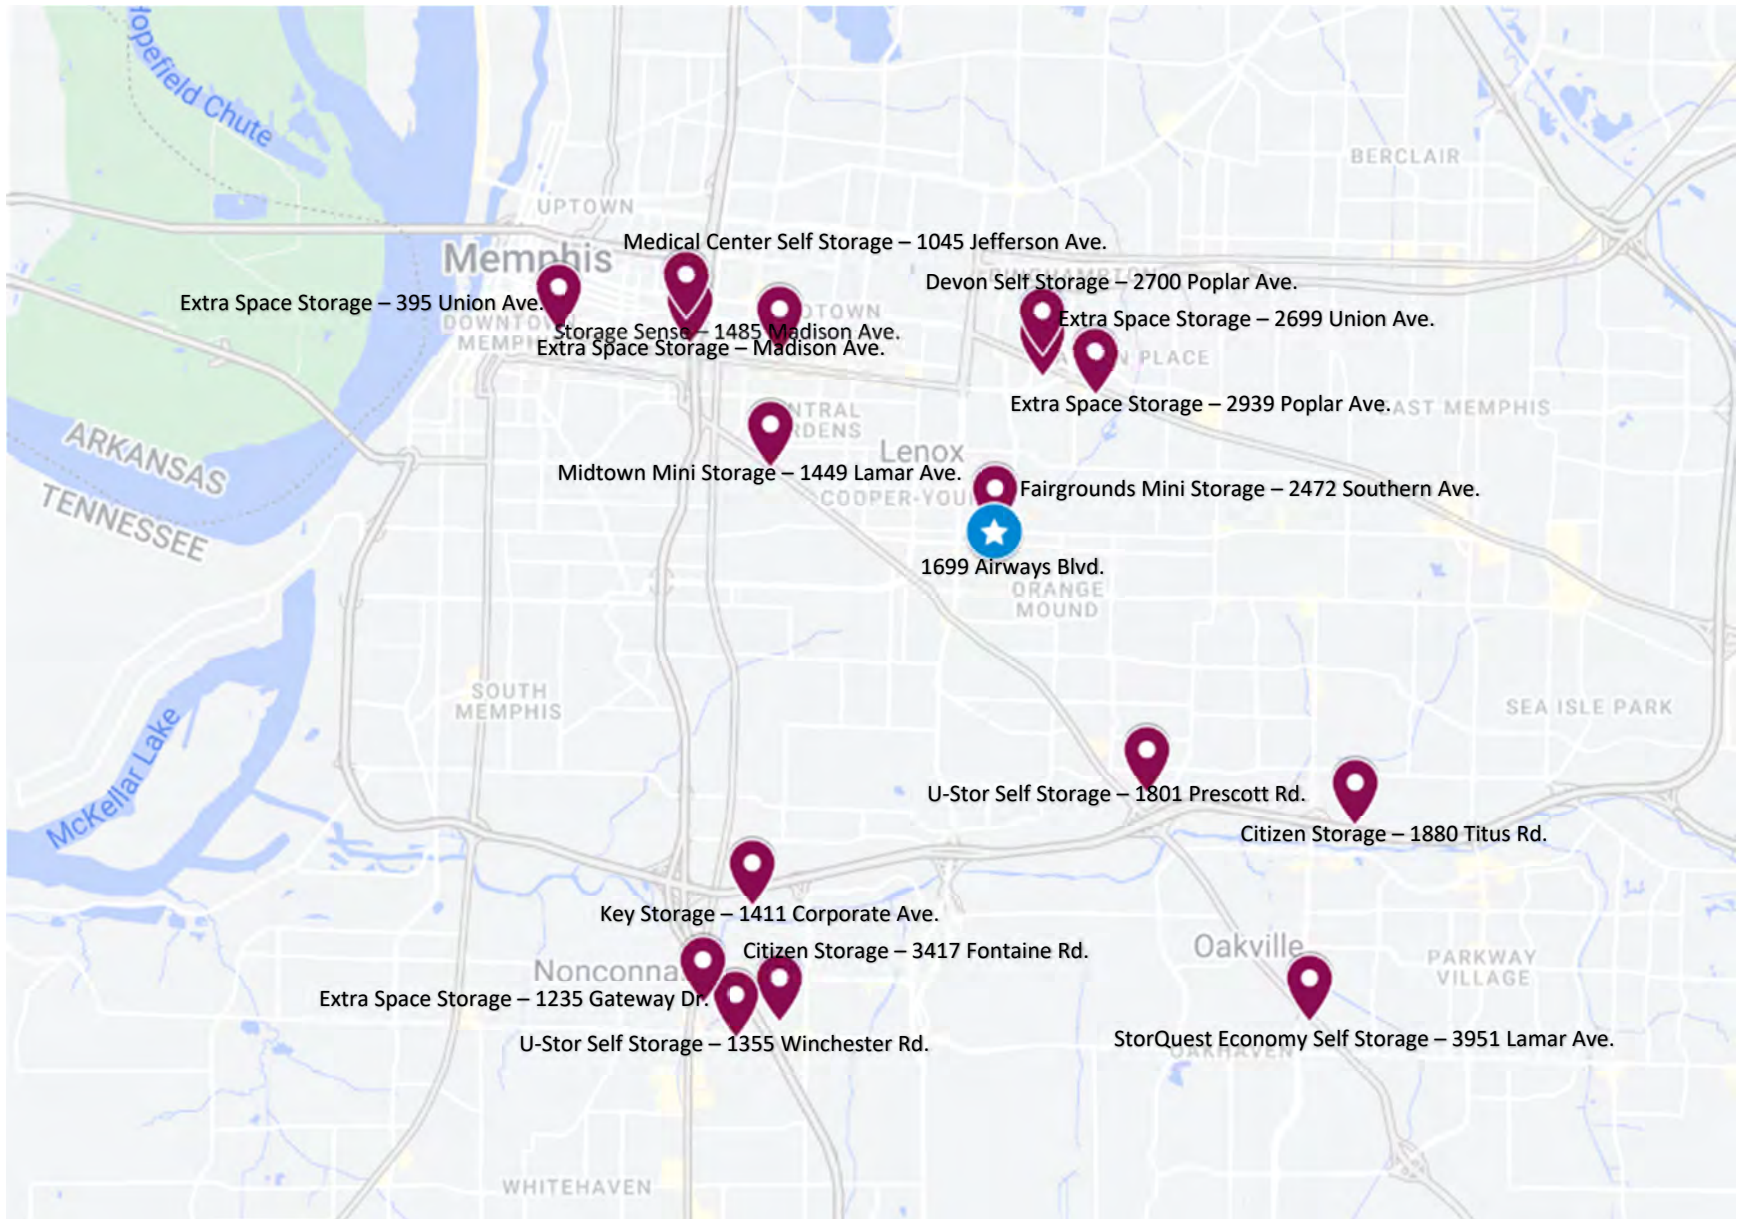 Hopefield Chute
BERCLAIR
UPTOWN
Medical Center Self Storage – 1045 Jefferson Ave.
Memphis
Devon Self Storage – 2700 Poplar Ave.
Extra Space Storage – 395 Union Ave.
DOWNTOWN
MEMPHIS
Extra Space Storage – 2699 Union Ave.
Storage Sense – 1485 Madison Ave.
Extra Space Storage – Madison Ave.
PLACE
Extra Space Storage – 2939 Poplar Ave.
EAST MEMPHIS
ARKANSAS
TENNESSEE
Lenox
Midtown Mini Storage – 1449 Lamar Ave.
Fairgrounds Mini Storage – 2472 Southern Ave.
1699 Airways Blvd.
ORANGE
MOUND
SOUTH
MEMPHIS
SEA ISLE PARK
McKellar Lake
U-Stor Self Storage – 1801 Prescott Rd.
Citizen Storage – 1880 Titus Rd.
Key Storage – 1411 Corporate Ave.
Citizen Storage – 3417 Fontaine Rd.
Oakville
Nonconna
PARKWAY
VILLAGE
Extra Space Storage – 1235 Gateway Dr.
U-Stor Self Storage – 1355 Winchester Rd.
StorQuest Economy Self Storage – 3951 Lamar Ave.
OAKHAVEN
WHITEHAVEN